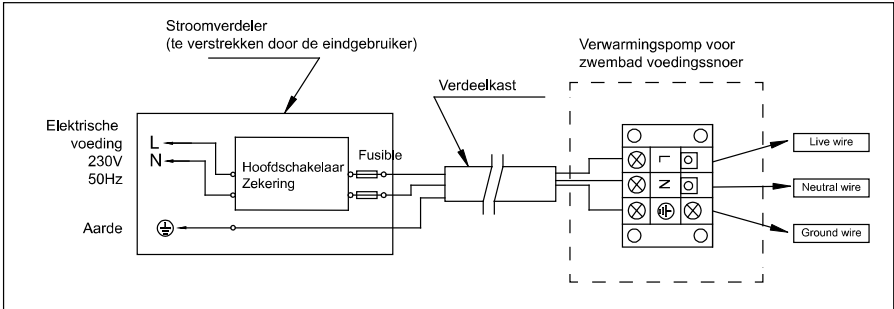 Stroomverdeler
(te verstrekken door de eindgebruiker)
Verwarmingspomp voor
zwembad voedingssnoer
Verdeelkast
Elektrische
voeding
230V
50Hz
L
N
Hoofdschakelaar
Zekering
Fusible
Aarde
L
N
Live wire
Neutral wire
Ground wire